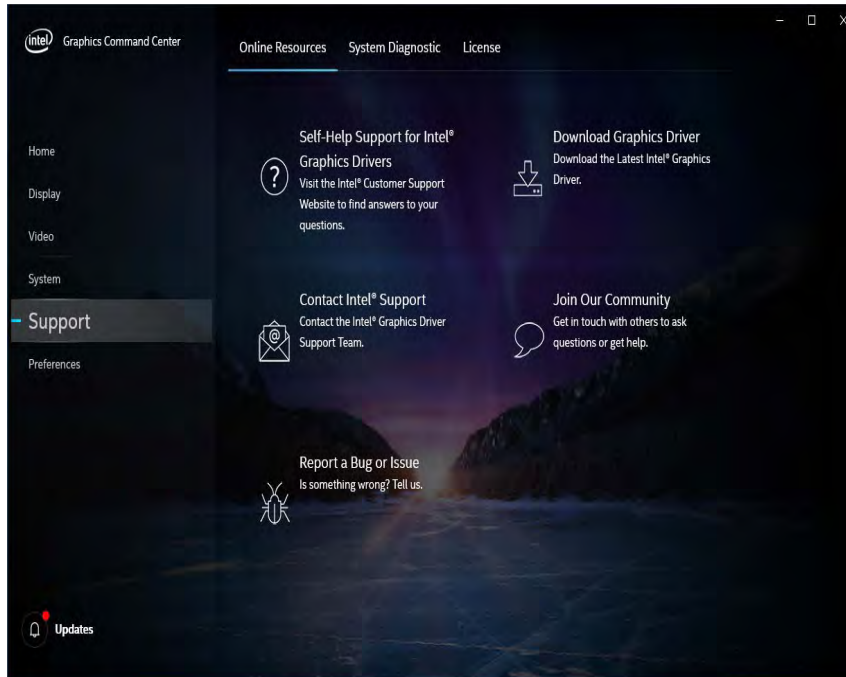 intel Graphics Command Center
Online Resources System Diagnostic License
Home
Display
Video
System
Support
Preferences
Self-Help Support for Intel®
Graphics Drivers
Visit the Intel® Customer Support
Website to find answers to your
questions.
Download Graphics Driver
Download the Latest Intel® Graphics
Driver.
Contact Intel® Support
Contact the Intel® Graphics Driver
Support Team.
Join Our Community
Get in touch with others to ask
questions or get help.
Report a Bug or Issue
Is something wrong? Tell us.
Updates